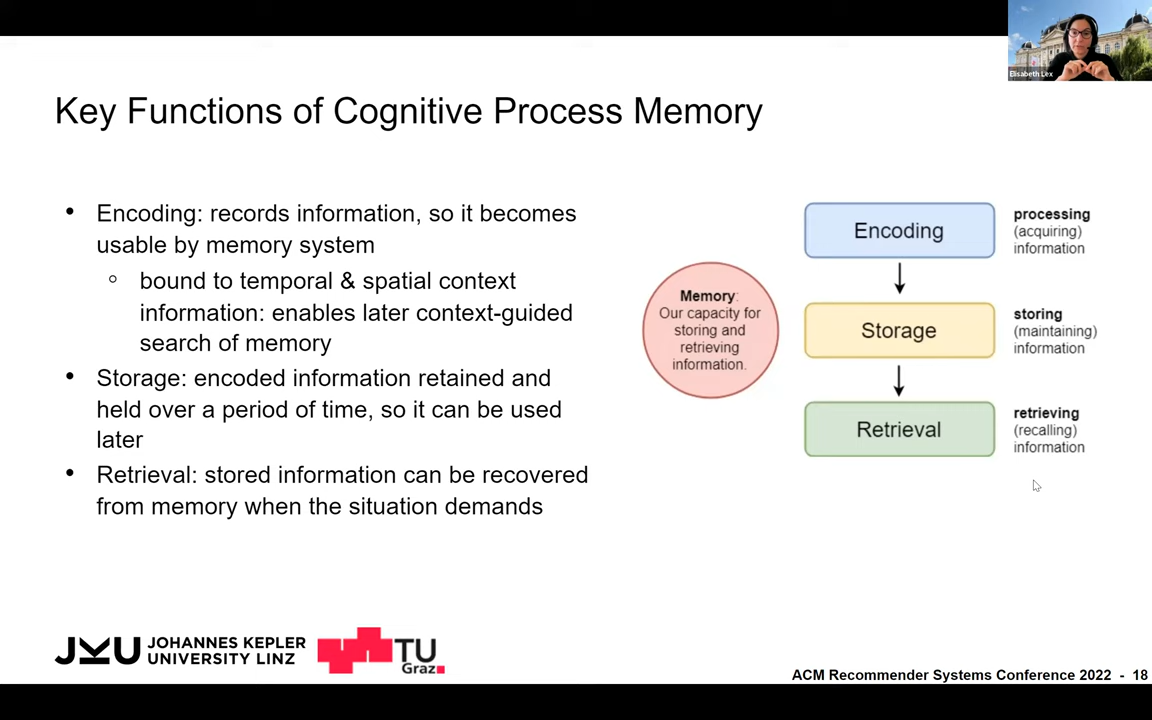 Elisabeth Lex
Key Functions of Cognitive Process Memory
• Encoding: records information, so it becomes
usable by memory system
○ bound to temporal & spatial context
information: enables later context-guided
search of memory
• Storage: encoded information retained and
held over a period of time, so it can be used
later
• Retrieval: stored information can be recovered
from memory when the situation demands
Memory:
Our capacity for
storing and
retrieving
information.
Encoding
processing
(acquiring)
information
Storage
storing
(maintaining)
information
Retrieval
retrieving
(recalling)
information
JKU JOHANNES KEPLER
UNIVERSITY LINZ
TU
Graz
ACM Recommender Systems Conference 2022 - 18